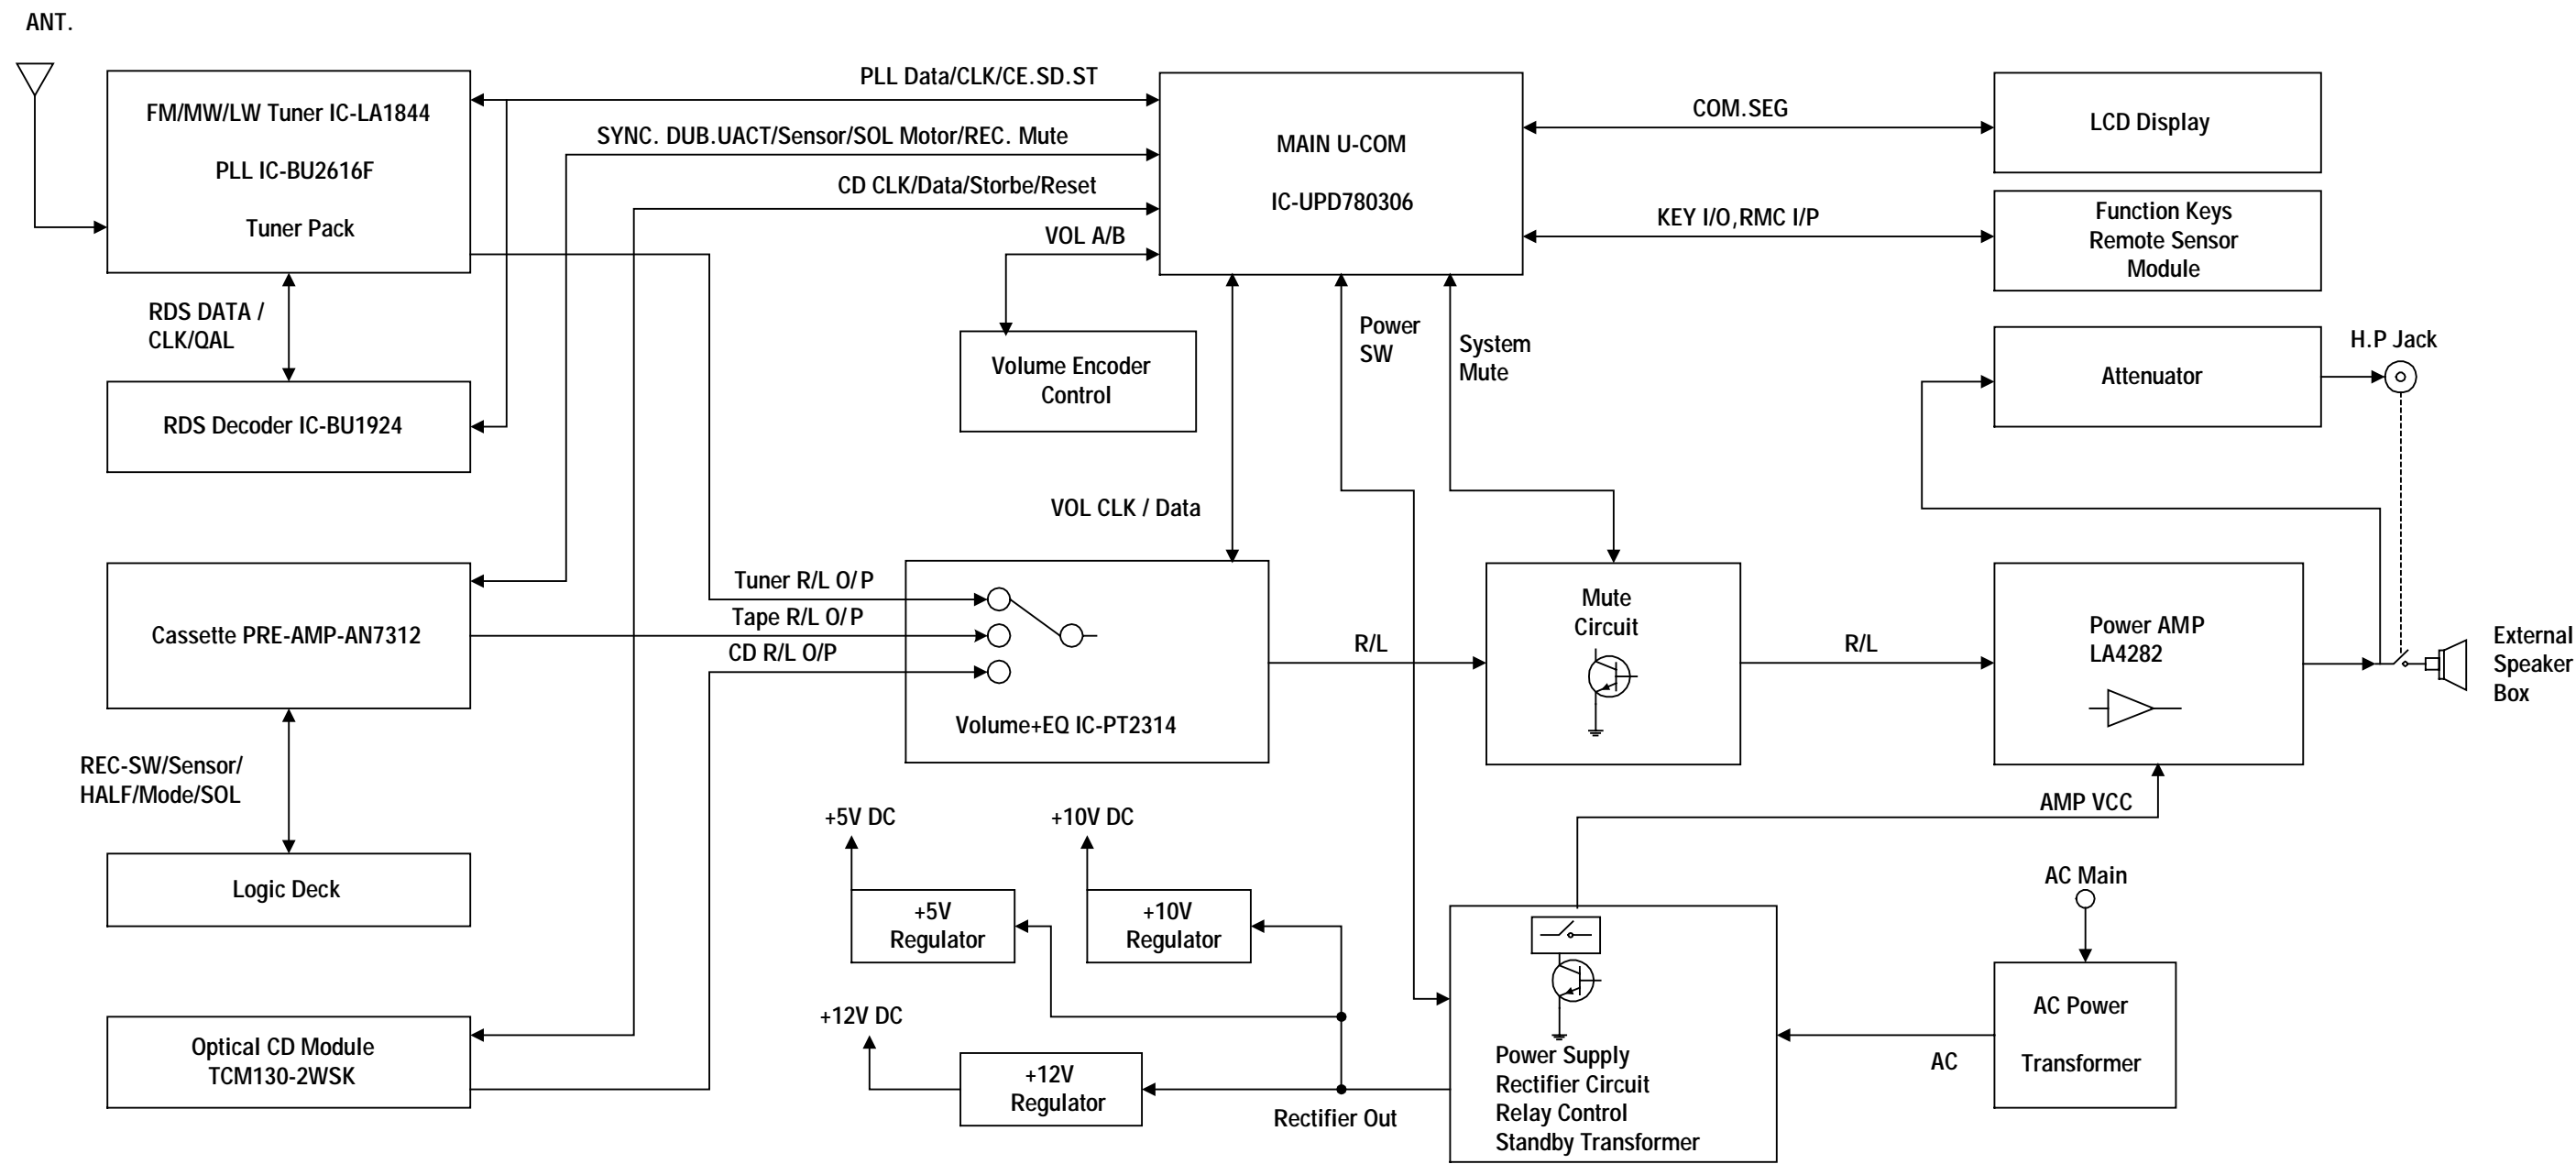 ANT.
FM/MW/LW Tuner IC-LA1844
PLL IC-BU2616F
Tuner Pack
RDS DATA /
CLK/QAL
RDS Decoder IC-BU1924
Cassette PRE-AMP-AN7312
REC-SW/Sensor/
HALF/Mode/SOL
Logic Deck
Optical CD Module
TCM130-2WSK
PLL Data/CLK/CE.SD.ST
SYNC. DUB.UACT/Sensor/SOL Motor/REC. Mute
CD CLK/Data/Storbe/Reset
VOL A/B
MAIN U-COM
IC-UPD780306
Volume Encoder
Control
VOL CLK / Data
Power
SW
System
Mute
COM.SEG
LCD Display
KEY I/O,RMC I/P
Function Keys
Remote Sensor
Module
Attenuator
H.P Jack
Tuner R/L O/P
Tape R/L O/P
CD R/L O/P
Volume+EQ IC-PT2314
R/L
Mute
Circuit
R/L
Power AMP
LA4282
External
Speaker
Box
AMP VCC
+5V DC
+10V DC
+5V
Regulator
+10V
Regulator
+12V DC
+12V
Regulator
Rectifier Out
Power Supply
Rectifier Circuit
Relay Control
Standby Transformer
AC
AC Main
AC Power
Transformer